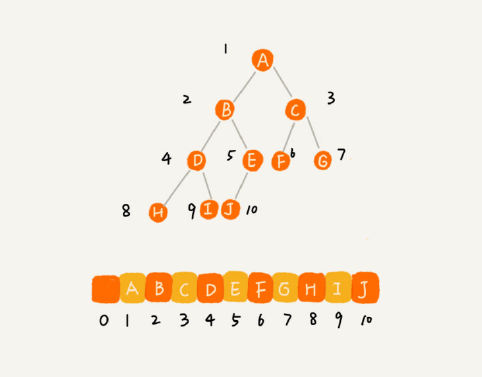 1
A
2 B C 3
4 D 5 E F 6 G 7
8 H 9 I J 10
A B C D E F G H I J
0 1 2 3 4 5 6 7 8 9 10